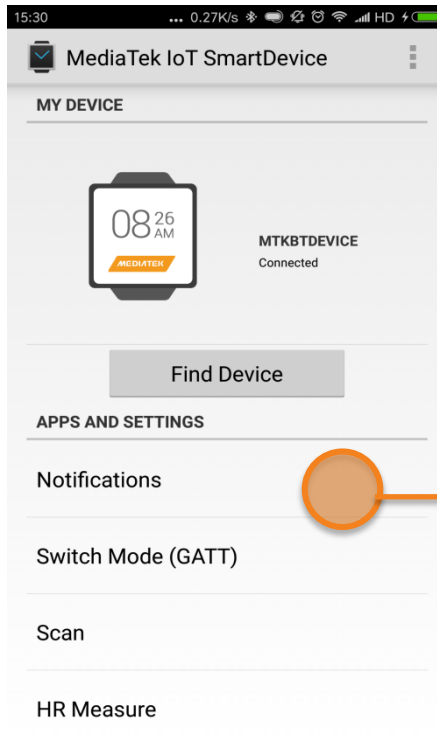 15:30 ... 0.27K/s HD
MediaTek IoT SmartDevice
MY DEVICE
08 26 AM
MEDIATEK
MTKBTDEVICE
Connected
Find Device
APPS AND SETTINGS
Notifications
Switch Mode (GATT)
Scan
HR Measure